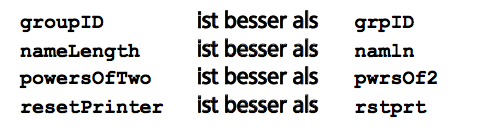 groupID ist besser als grpID
nameLength ist besser als namln
powersOfTwo ist besser als pwrsOf2
resetPrinter ist besser als rstprt